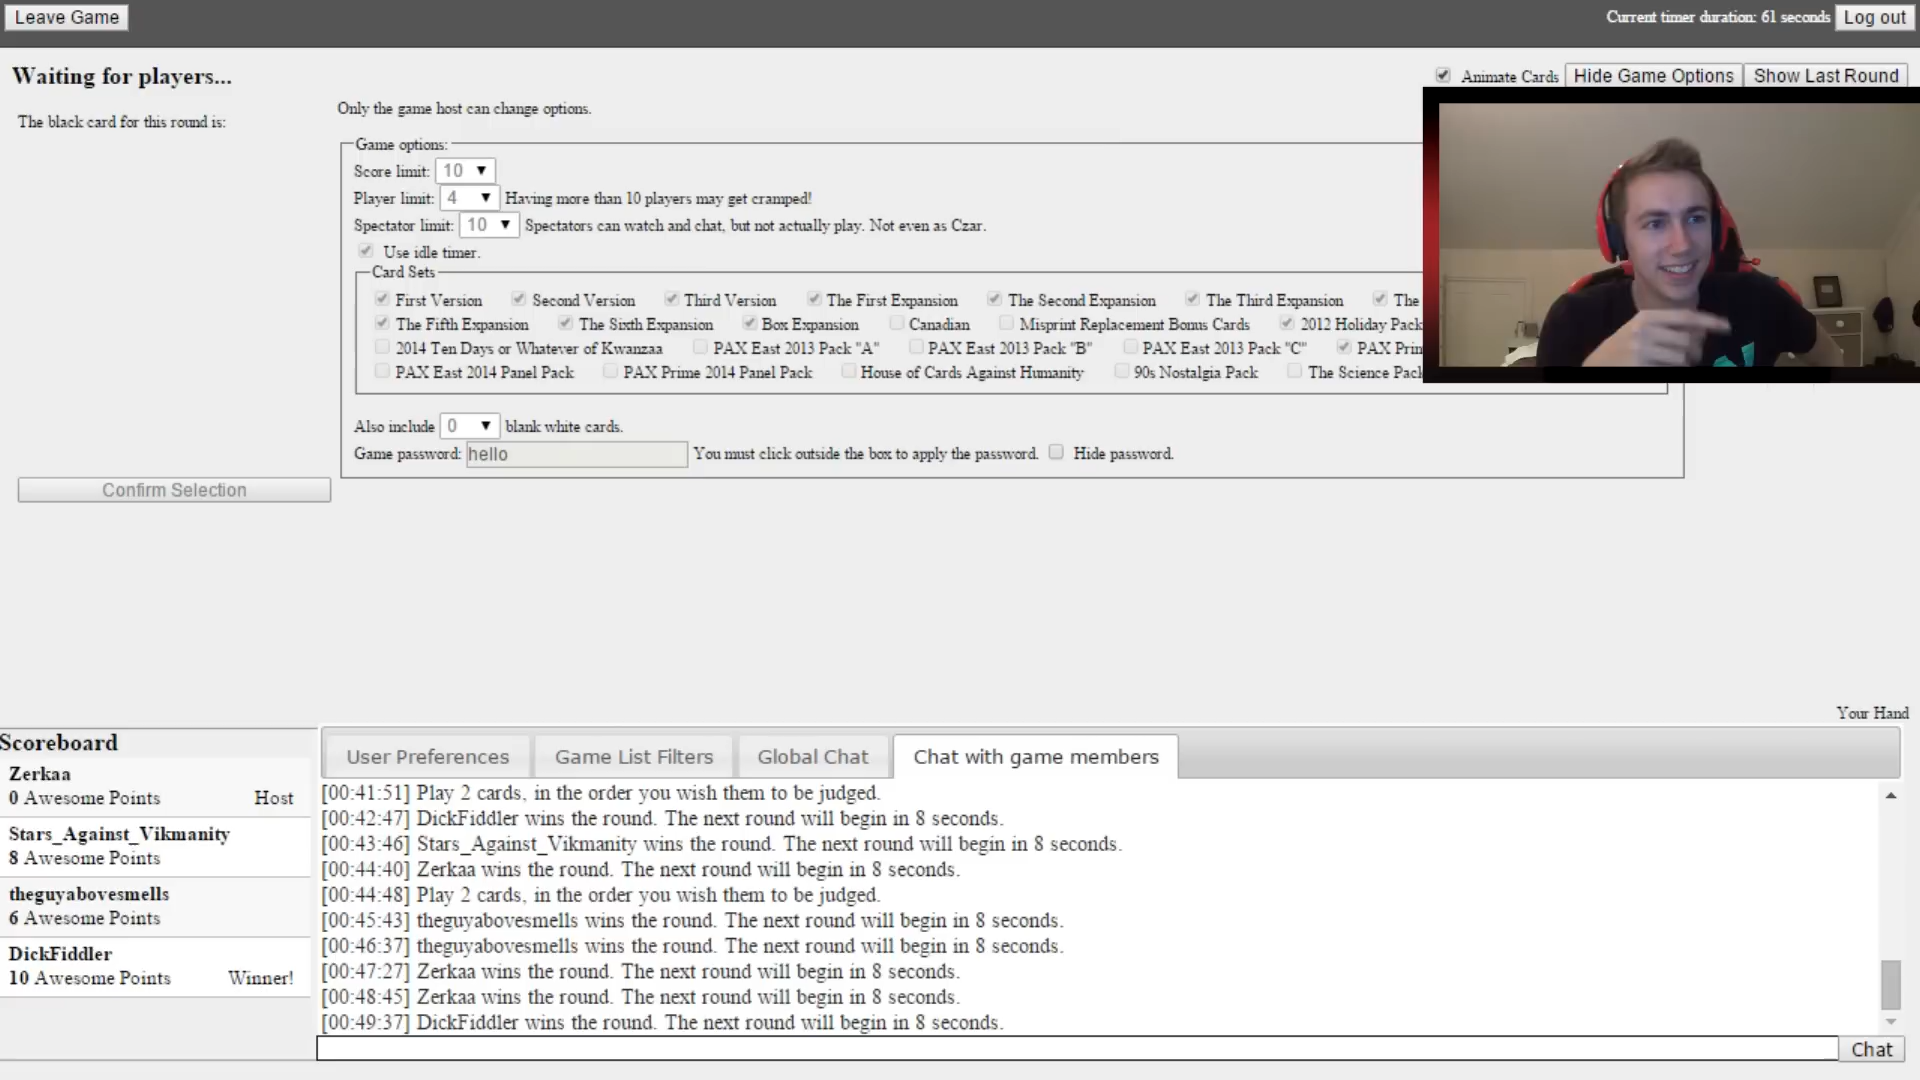 Leave Game
Current timer duration: 61 seconds Log out
Waiting for players...
Animate Cards Hide Game Options Show Last Round
The black card for this round is:
Only the game host can change options.
Game options:
Score limit: 10
Player limit: 4 Having more than 10 players may get cramped!
Spectator limit: 10 Spectators can watch and chat, but not actually play. Not even as Czar.
Use idle timer.
Card Sets
First Version Second Version Third Version The First Expansion The Second Expansion The Third Expansion The
The Fifth Expansion The Sixth Expansion Box Expansion Canadian Misprint Replacement Bonus Cards 2012 Holiday Pack
2014 Ten Days or Whatever of Kwanzaa PAX East 2013 Pack "A" PAX East 2013 Pack "B" PAX East 2013 Pack "C" PAX Prin
PAX East 2014 Panel Pack PAX Prime 2014 Panel Pack House of Cards Against Humanity 90s Nostalgia Pack The Science Pack
Also include 0 blank white cards.
Game password: hello You must click outside the box to apply the password. Hide password.
Confirm Selection
Your Hand
Scoreboard
Zerkaa
0 Awesome Points Host
Stars_Against_Vikmanity
8 Awesome Points
theguyabovesmells
6 Awesome Points
DickFiddler
10 Awesome Points Winner!
User Preferences Game List Filters Global Chat Chat with game members
[00:41:51] Play 2 cards, in the order you wish them to be judged.
[00:42:47] DickFiddler wins the round. The next round will begin in 8 seconds.
[00:43:46] Stars_Against_Vikmanity wins the round. The next round will begin in 8 seconds.
[00:44:40] Zerkaa wins the round. The next round will begin in 8 seconds.
[00:44:48] Play 2 cards, in the order you wish them to be judged.
[00:45:43] theguyabovesmells wins the round. The next round will begin in 8 seconds.
[00:46:37] theguyabovesmells wins the round. The next round will begin in 8 seconds.
[00:47:27] Zerkaa wins the round. The next round will begin in 8 seconds.
[00:48:45] Zerkaa wins the round. The next round will begin in 8 seconds.
[00:49:37] DickFiddler wins the round. The next round will begin in 8 seconds.
Chat